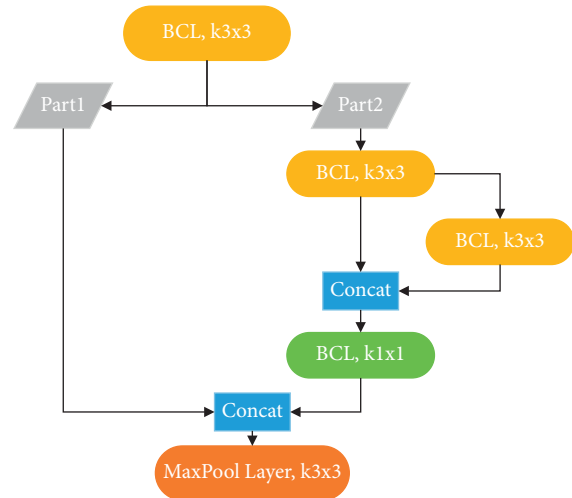 BCL, k3x3
Part1
Part2
BCL, k3x3
BCL, k3x3
Concat
BCL, k1x1
Concat
MaxPool Layer, k3x3